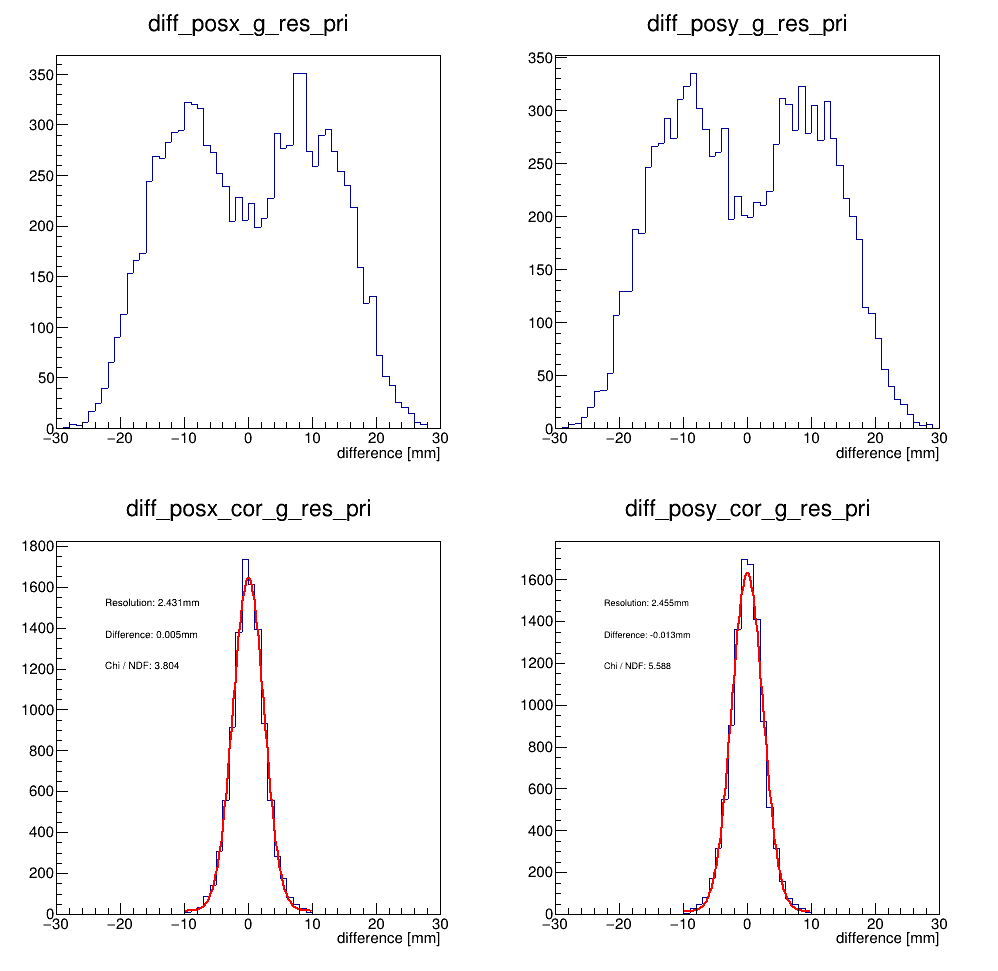 diff_posx_g_res_pri
350
300
250
200
150
100
50
0
−30 −20 −10 0 10 20 30
difference [mm]
diff_posy_g_res_pri
350
300
250
200
150
100
50
0
−30 −20 −10 0 10 20 30
difference [mm]
diff_posx_cor_g_res_pri
1800
1600
1400
1200
1000
800
600
400
200
0
Resolution: 2.431mm
Difference: 0.005mm
Chi / NDF: 3.804
−30 −20 −10 0 10 20 30
difference [mm]
diff_posy_cor_g_res_pri
1600
1400
1200
1000
800
600
400
200
0
Resolution: 2.455mm
Difference: -0.013mm
Chi / NDF: 5.588
−30 −20 −10 0 10 20 30
difference [mm]